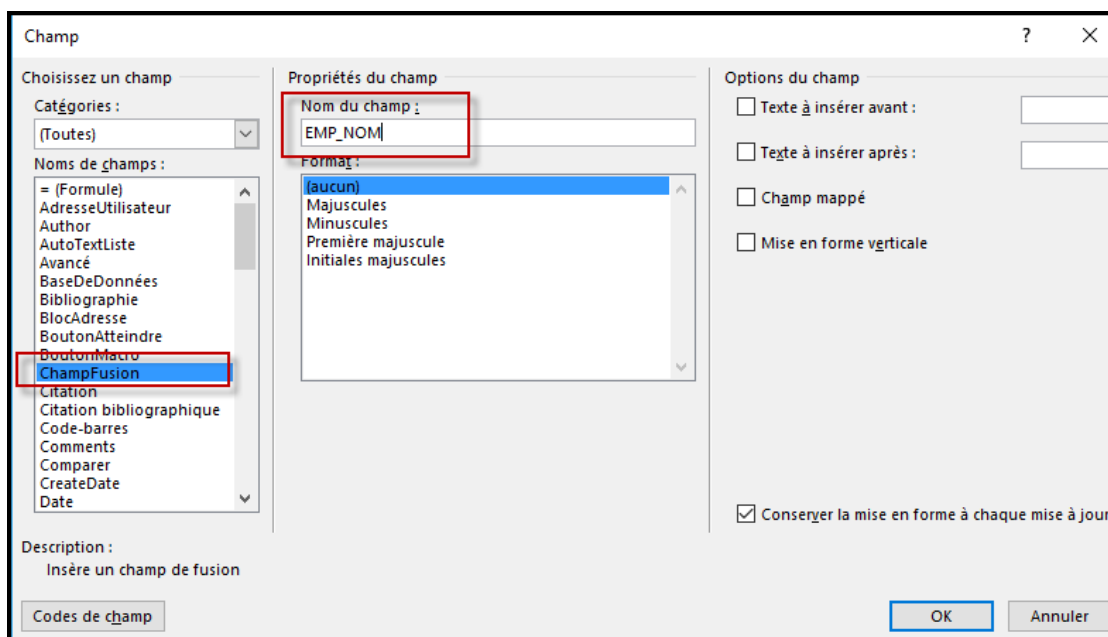 Champ
?
Choisissez un champ
Catégories :
(Toutes)
Noms de champs :
= (Formule)
AdresseUtilisateur
Author
AutoTextListe
Avancé
BaseDeDonnées
Bibliographie
BlocAdresse
BoutonAtteindre
BoutonMacro
ChampFusion
Citation
Citation bibliographique
Code-barres
Comments
Comparer
CreateDate
Date
Propriétés du champ
Nom du champ :
EMP_NOM
Format :
(aucun)
Majuscules
Minuscules
Première majuscule
Initiales majuscules
Options du champ
Texte à insérer avant :
Texte à insérer après :
Champ mappé
Mise en forme verticale
Conserver la mise en forme à chaque mise à jour
Description :
Insère un champ de fusion
Codes de champ
OK
Annuler